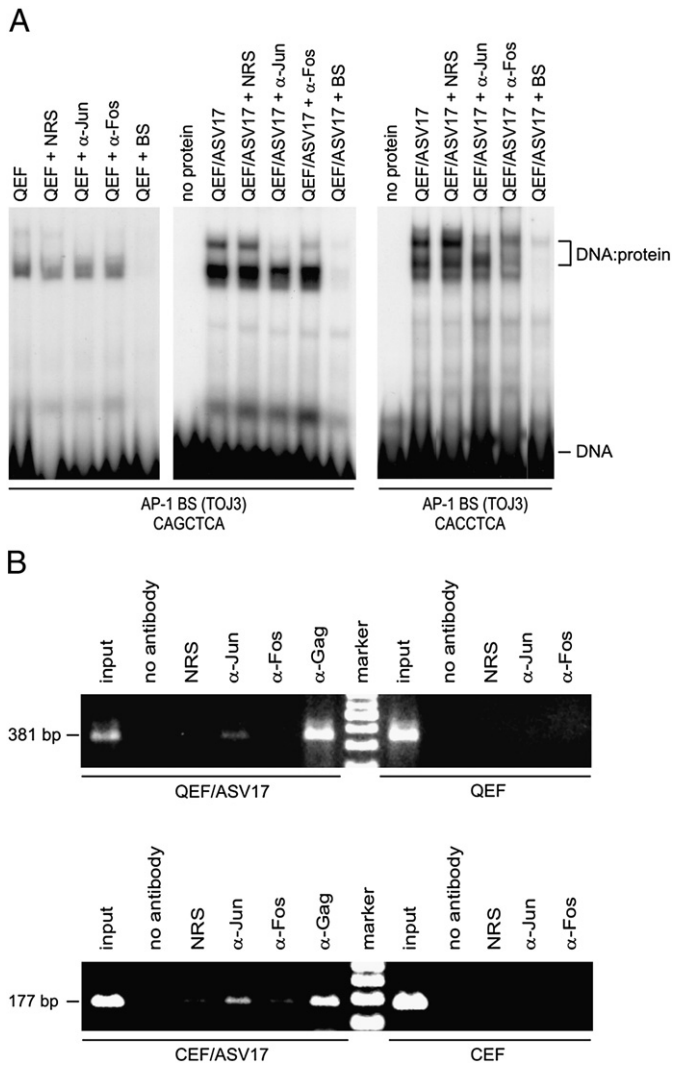 A
QEF
QEF + NRS
QEF + α-Jun
QEF + α-Fos
QEF + BS
no protein
QEF/ASV17
QEF/ASV17 + NRS
QEF/ASV17 + α-Jun
QEF/ASV17 + α-Fos
QEF/ASV17 + BS
no protein
QEF/ASV17
QEF/ASV17 + NRS
QEF/ASV17 + α-Jun
QEF/ASV17 + α-Fos
QEF/ASV17 + BS
DNA:protein
DNA
AP-1 BS (TOJ3)
CAGCTCA
AP-1 BS (TOJ3)
CACCTCA
B
input
no antibody
NRS
α-Jun
α-Fos
α-Gag
marker
input
no antibody
NRS
α-Jun
α-Fos
381 bp
QEF/ASV17
QEF
input
no antibody
NRS
α-Jun
α-Fos
α-Gag
marker
input
no antibody
NRS
α-Jun
α-Fos
177 bp
CEF/ASV17
CEF